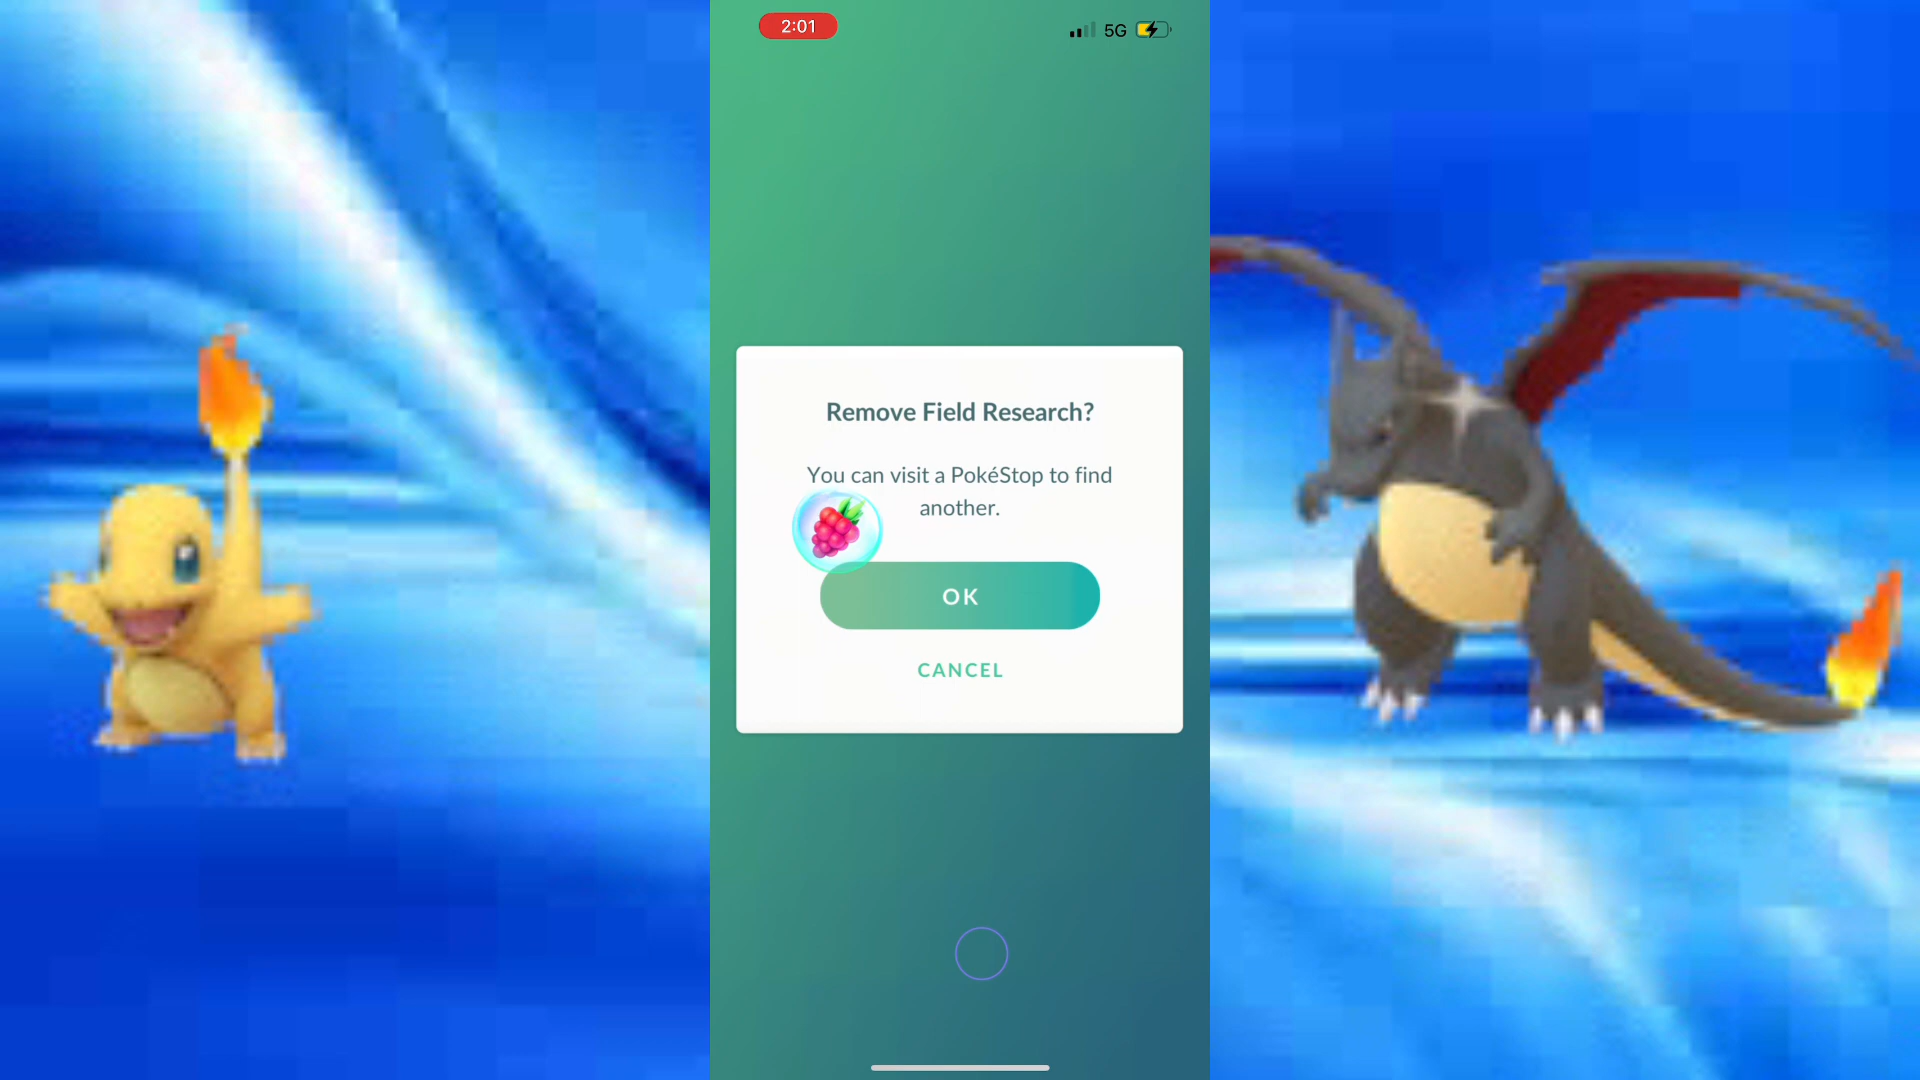 2:01
5G
Remove Field Research?
You can visit a PokéStop to find
another.
OK
CANCEL